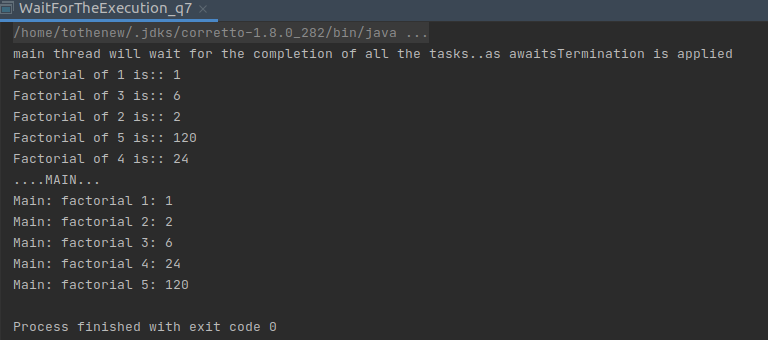 WaitForTheExecution_q7 ×
/home/tothenew/.jdks/corretto-1.8.0_282/bin/java ...
main thread will wait for the completion of all the tasks..as awaitsTermination is applied
Factorial of 1 is:: 1
Factorial of 3 is:: 6
Factorial of 2 is:: 2
Factorial of 5 is:: 120
Factorial of 4 is:: 24
....MAIN...
Main: factorial 1: 1
Main: factorial 2: 2
Main: factorial 3: 6
Main: factorial 4: 24
Main: factorial 5: 120
Process finished with exit code 0